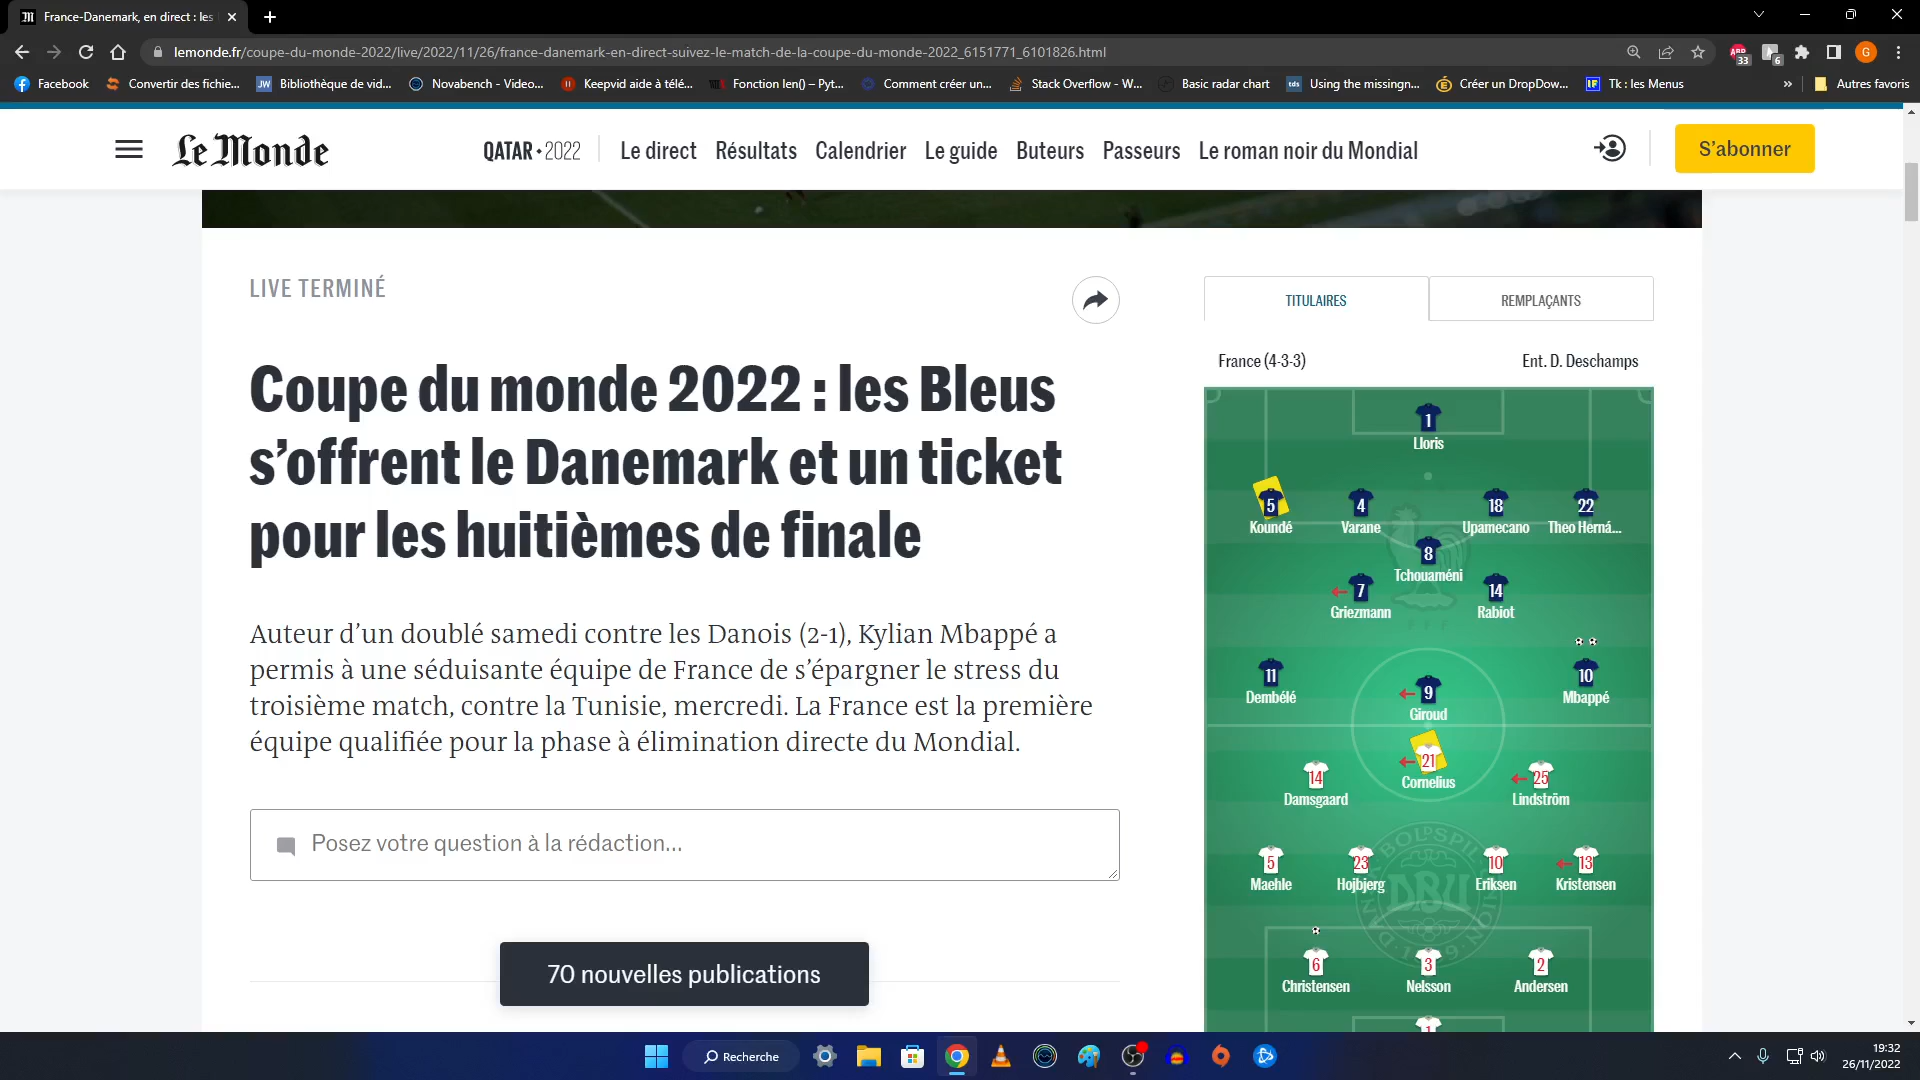 France-Danemark, en direct : les
lemonde.fr/coupe-du-monde-2022/live/2022/11/26/france-danemark-en-direct-suivez-le-match-de-la-coupe-du-monde-2022_6151771_6101826.html
ABP 33
6
G
Facebook
Convertir des fichie...
JW Bibliothèque de vid...
Novabench - Video...
Keepvid aide à télé...
Fonction len() – Pyt...
Comment créer un...
Stack Overflow - W...
Basic radar chart
tds Using the missingn...
Créer un DropDow...
Tk : les Menus
»
Autres favoris
Le Monde
QATAR 2022
Le direct
Résultats
Calendrier
Le guide
Buteurs
Passeurs
Le roman noir du Mondial
S'abonner
LIVE TERMINÉ
Coupe du monde 2022 : les Bleus
s'offrent le Danemark et un ticket
pour les huitièmes de finale
Auteur d'un doublé samedi contre les Danois (2-1), Kylian Mbappé a
permis à une séduisante équipe de France de s'épargner le stress du
troisième match, contre la Tunisie, mercredi. La France est la première
équipe qualifiée pour la phase à élimination directe du Mondial.
Posez votre question à la rédaction...
70 nouvelles publications
TITULAIRES
REMPLAÇANTS
France (4-3-3)
Ent. D. Deschamps
1
Lloris
5 4 18 22
Koundé Varane Upamecano Theo Herná...
8
Tchouaméni
7 14
Griezmann Rabiot
11 10
Dembélé Mbappé
9
Giroud
21
Cornelius
14 25
Damsgaard Lindström
5 23 10 13
Maehle Hojbjerg Eriksen Kristensen
DBU
6 3 2
Christensen Nelsson Andersen
1
Recherche
19:32
26/11/2022